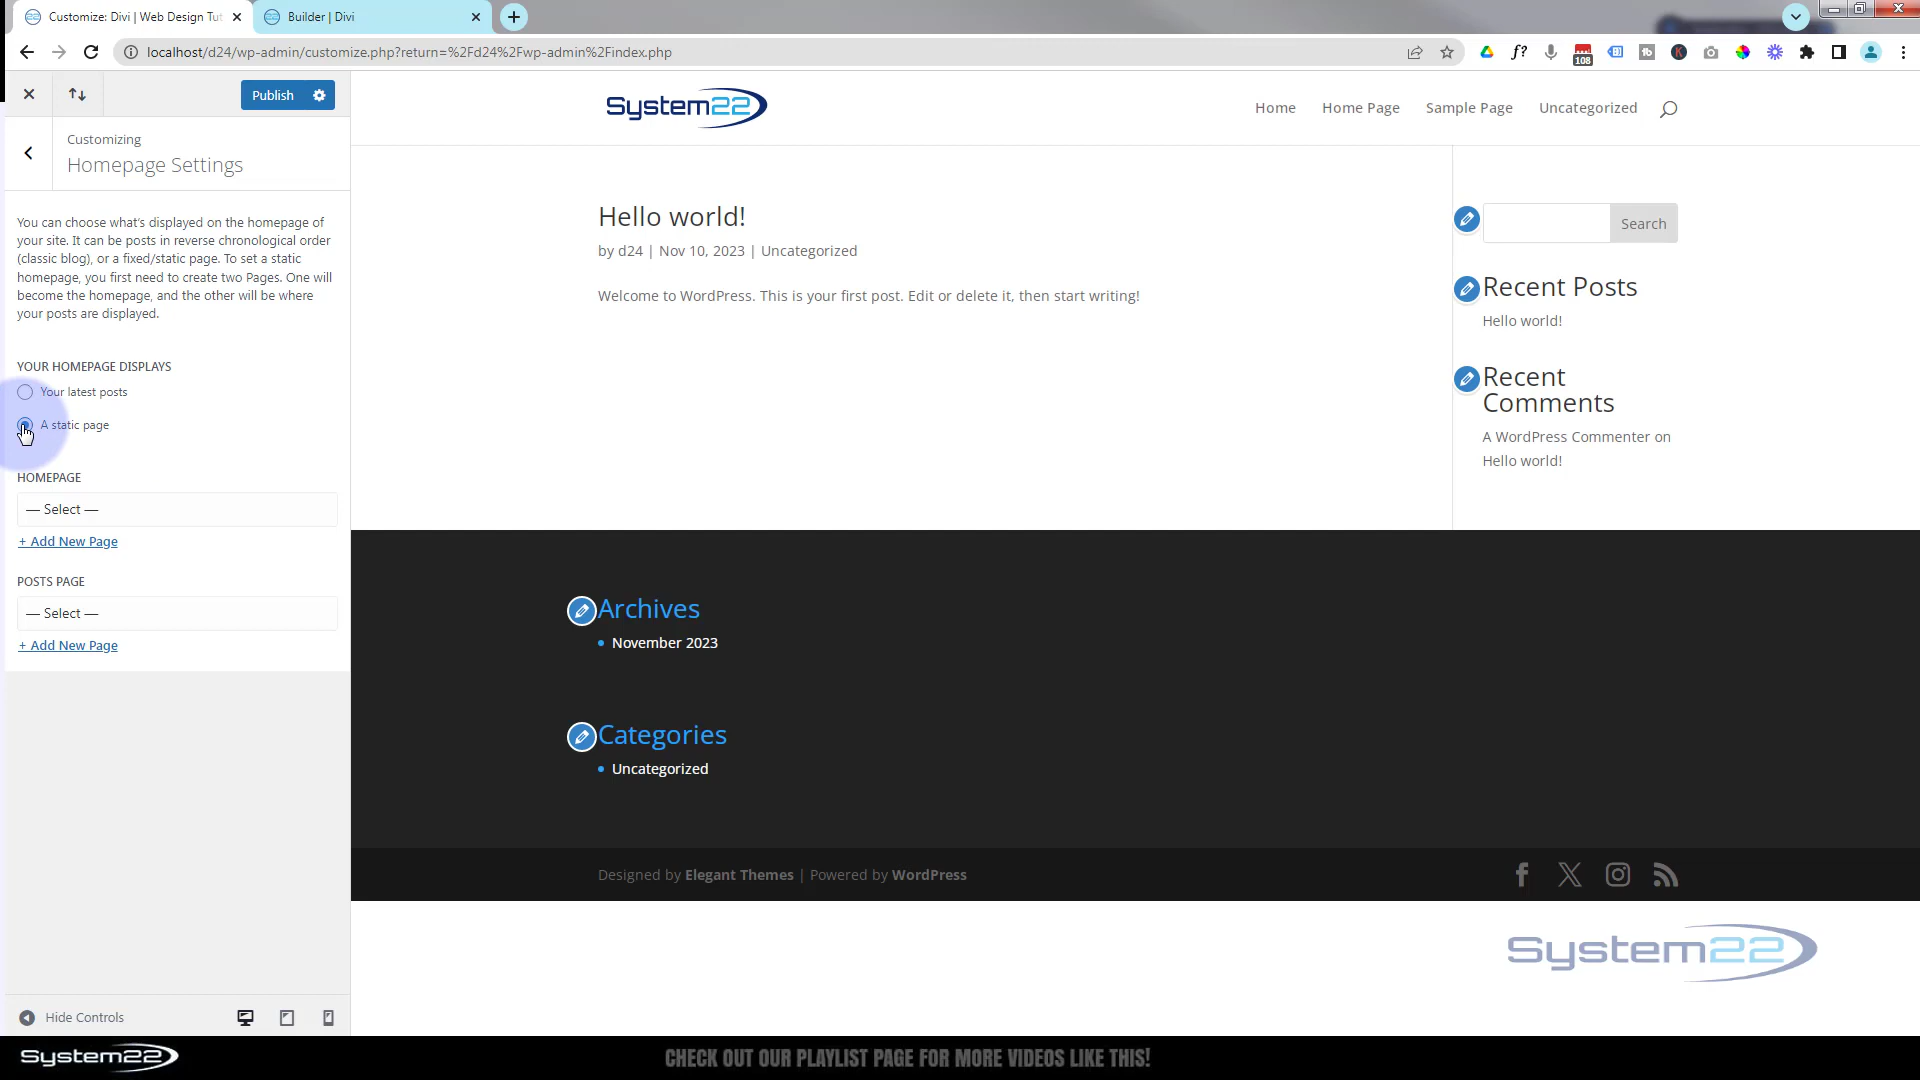 Customize: Divi | Web Design Tut
Builder | Divi
localhost/d24/wp-admin/customize.php?return=%2Fd24%2Fwp-admin%2Findex.php
f?
tb
K
108
Publish
Customizing
Homepage Settings
You can choose what's displayed on the homepage of
your site. It can be posts in reverse chronological order
(classic blog), or a fixed/static page. To set a static
homepage, you first need to create two Pages. One will
become the homepage, and the other will be where
your posts are displayed.
YOUR HOMEPAGE DISPLAYS
Your latest posts
A static page
HOMEPAGE
— Select —
+ Add New Page
POSTS PAGE
— Select —
+ Add New Page
Hide Controls
System22
Home
Home Page
Sample Page
Uncategorized
Hello world!
by d24 | Nov 10, 2023 | Uncategorized
Welcome to WordPress. This is your first post. Edit or delete it, then start writing!
Search
Recent Posts
Hello world!
Recent
Comments
A WordPress Commenter on
Hello world!
Archives
November 2023
Categories
Uncategorized
Designed by Elegant Themes | Powered by WordPress
System22
System22
CHECK OUT OUR PLAYLIST PAGE FOR MORE VIDEOS LIKE THIS!